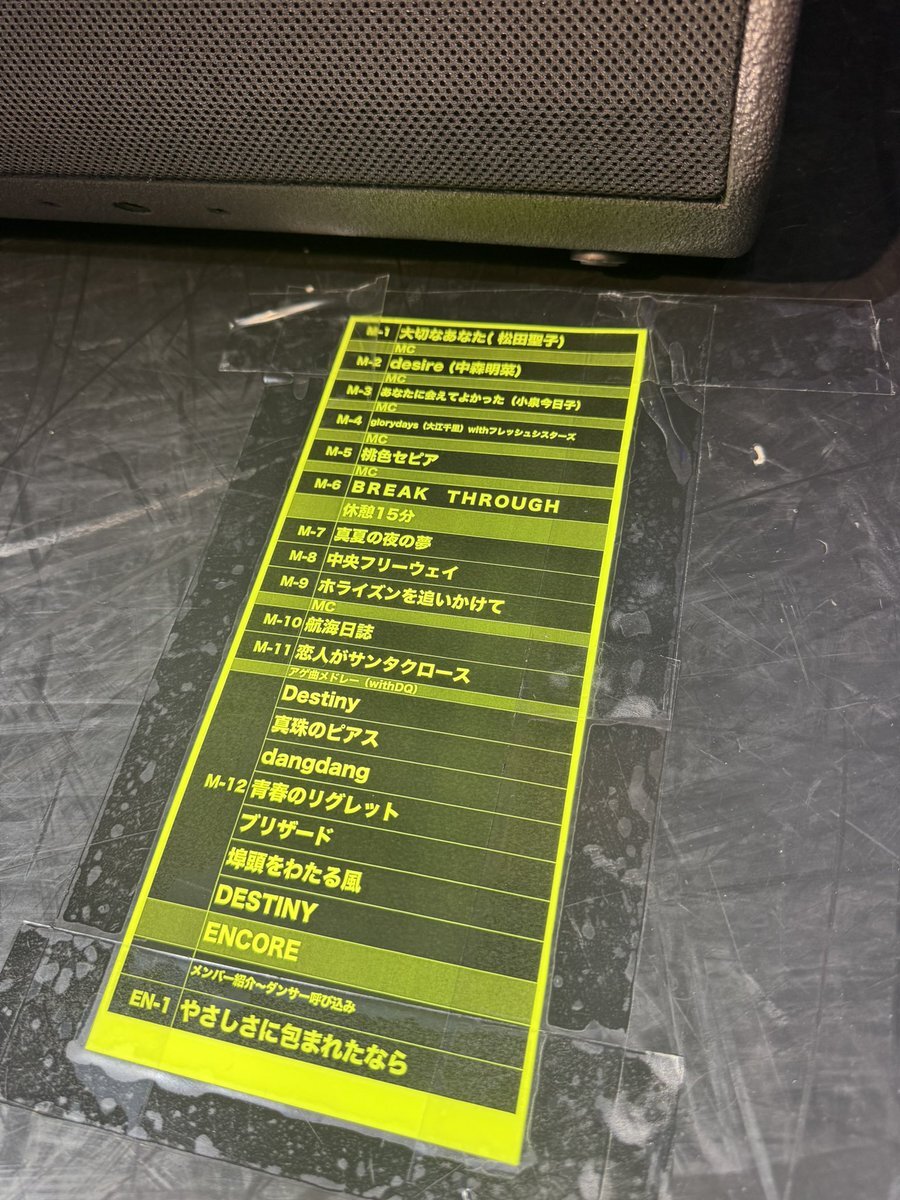 M-1 大切なあなた( 松田聖子)
MC
M-2 desire (中森明菜)
MC
M-3 あなたに会えてよかった（小泉今日子）
MC
M-4 glorydays（大江千里）withフレッシュシスターズ
MC
M-5 桃色セピア
MC
M-6 BREAK THROUGH
休憩15分
M-7 真夏の夜の夢
M-8 中央フリーウェイ
M-9 ホライズンを追いかけて
MC
M-10 航海日誌
M-11 恋人がサンタクロース
アゲ曲メドレー（withDQ）
Destiny
真珠のピアス
dangdang
M-12 青春のリグレット
ブリザード
埠頭をわたる風
DESTINY
ENCORE
メンバー紹介～ダンサー呼び込み
EN-1 やさしさに包まれたなら